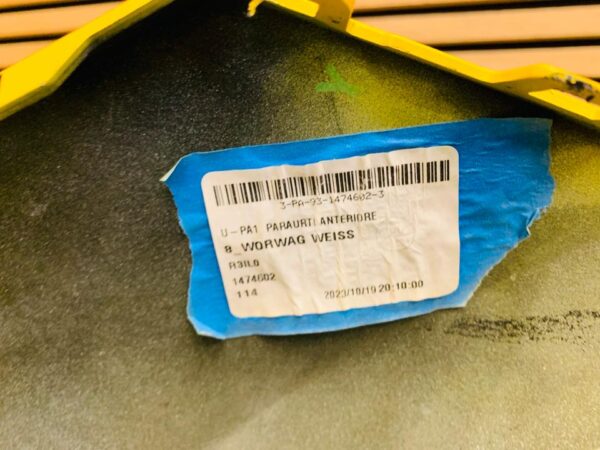 3-PA-93-1474602-3
U-PA1 PARAURTI ANTERIORE
8_WORWAG WEISS
R3IL0
1474602
114 2023/10/19 20:10:00